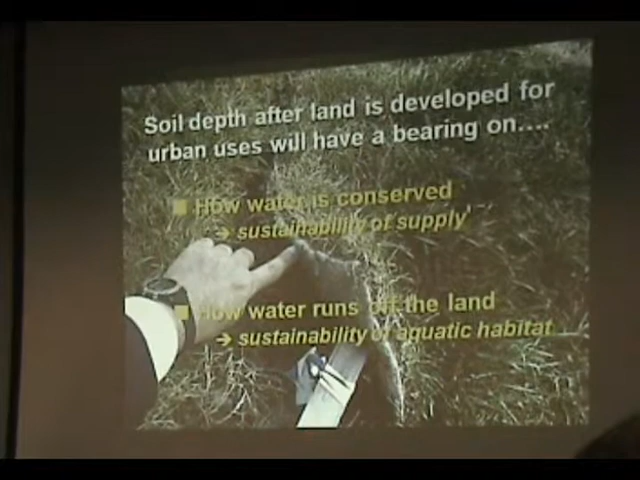 Soil depth after land is developed for
urban uses will have a bearing on....
How water is conserved
→ sustainability of supply
How water runs off the land
→ sustainability of aquatic habitat